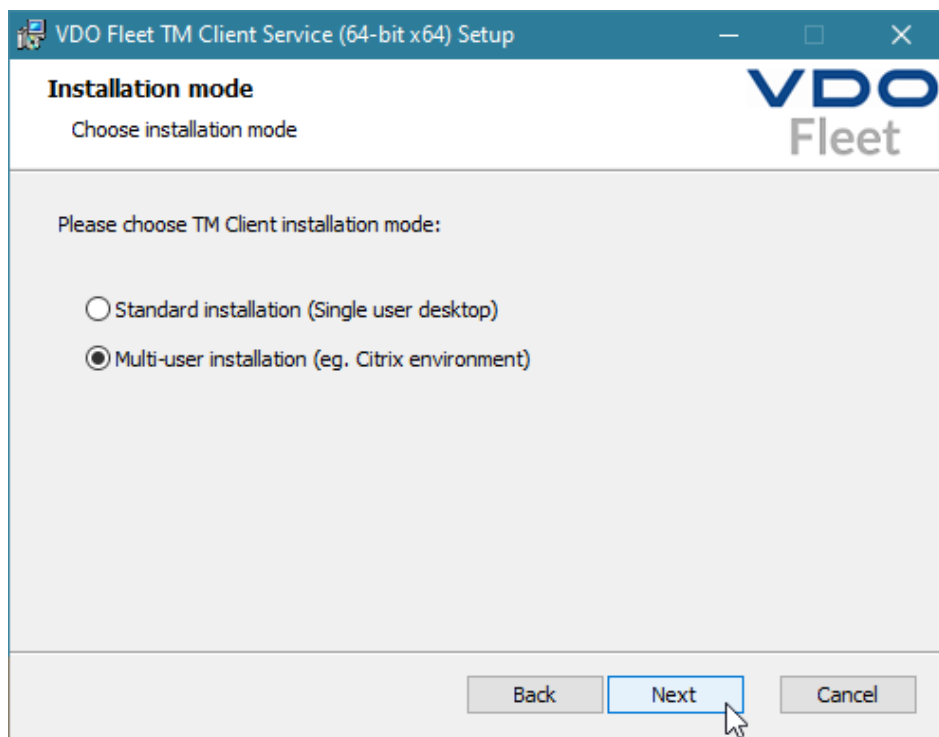 VDO Fleet TM Client Service (64-bit x64) Setup
Installation mode
Choose installation mode
VDO
Fleet
Please choose TM Client installation mode:
Standard installation (Single user desktop)
Multi-user installation (eg. Citrix environment)
Back Next Cancel